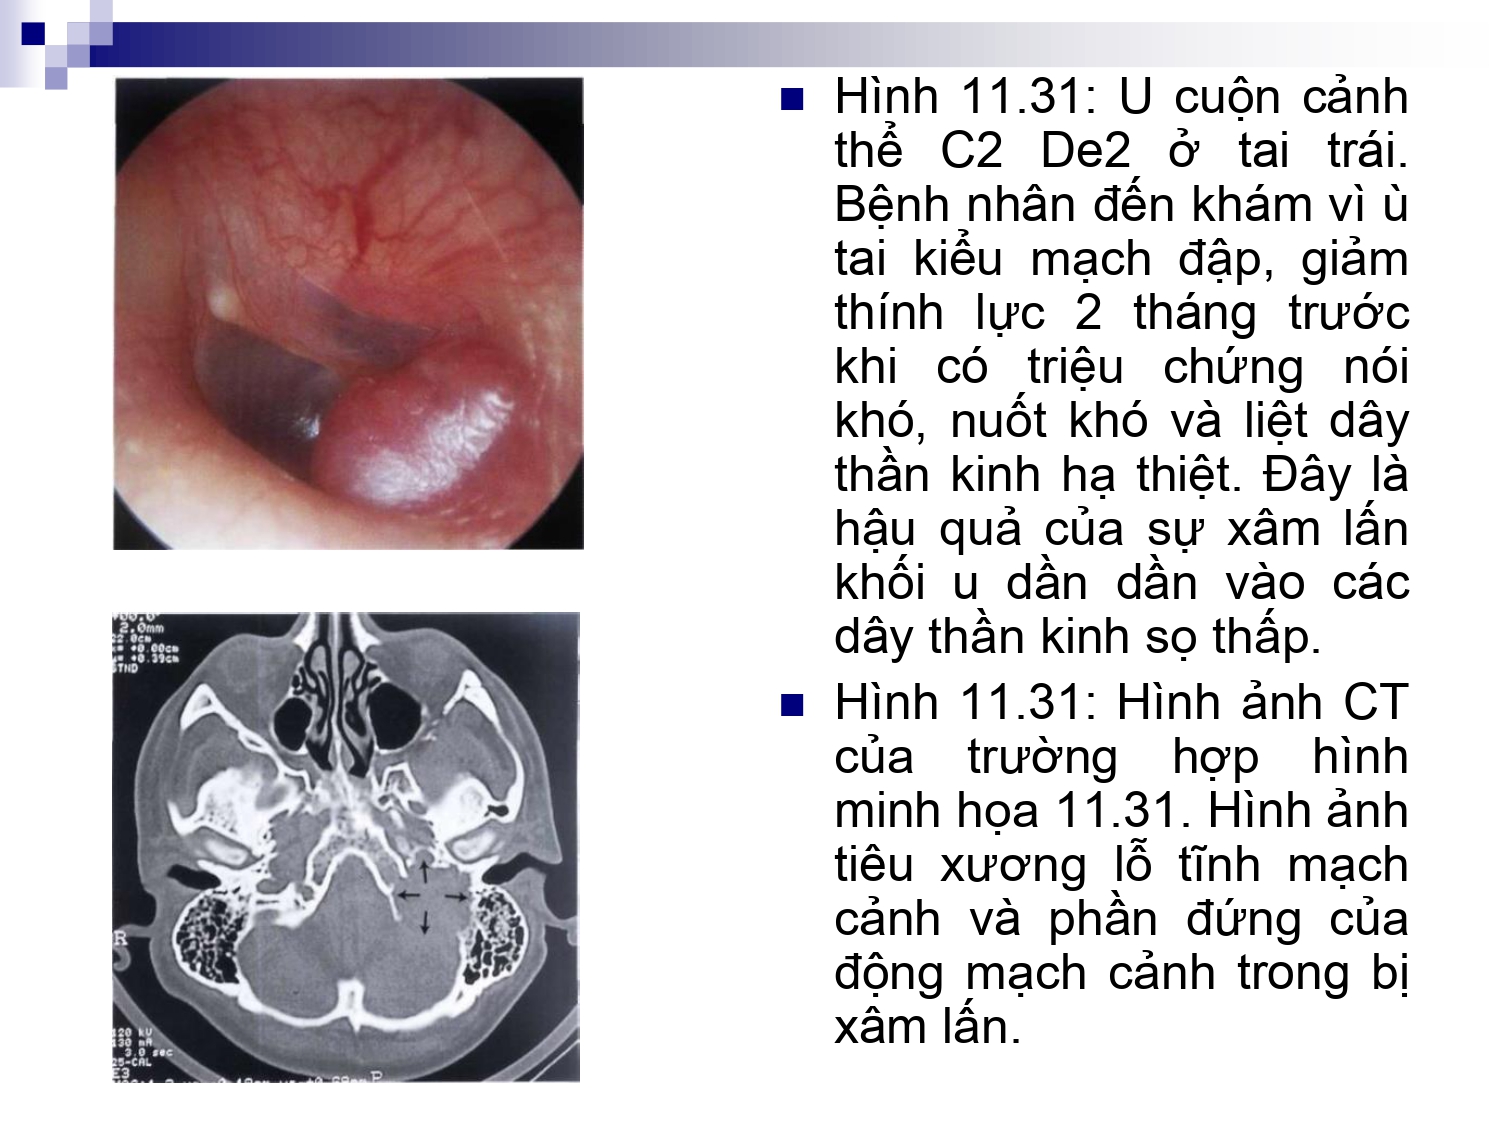 Hình 11.31: U cuộn cảnh
thể C2 De2 ở tai trái.
Bệnh nhân đến khám vì ù
tai kiểu mạch đập, giảm
thính lực 2 tháng trước
khi có triệu chứng nói
khó, nuốt khó và liệt dây
thần kinh hạ thiệt. Đây là
hậu quả của sự xâm lấn
khối u dần dần vào các
dây thần kinh sọ thấp.
Hình 11.31: Hình ảnh CT
của trường hợp hình
minh họa 11.31. Hình ảnh
tiêu xương lỗ tĩnh mạch
cảnh và phần đứng của
động mạch cảnh trong bị
xâm lấn.
2.0mm
22.0cm
+0.00cm
+0.39cm
STND
R
120 kV
130 mA
3.0 sec
25-CAL
E3
P